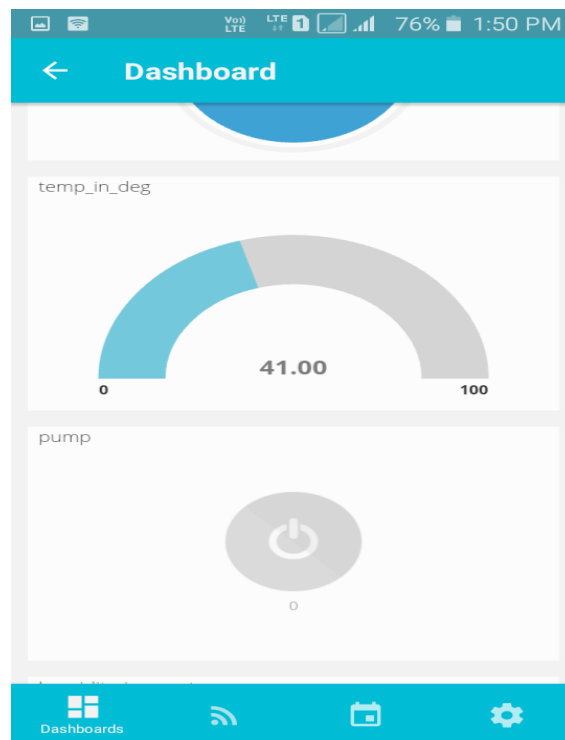 Vo)) LTE LTE 1 76% 1:50 PM
Dashboard
temp_in_deg
41.00
0 100
pump
0
Dashboards